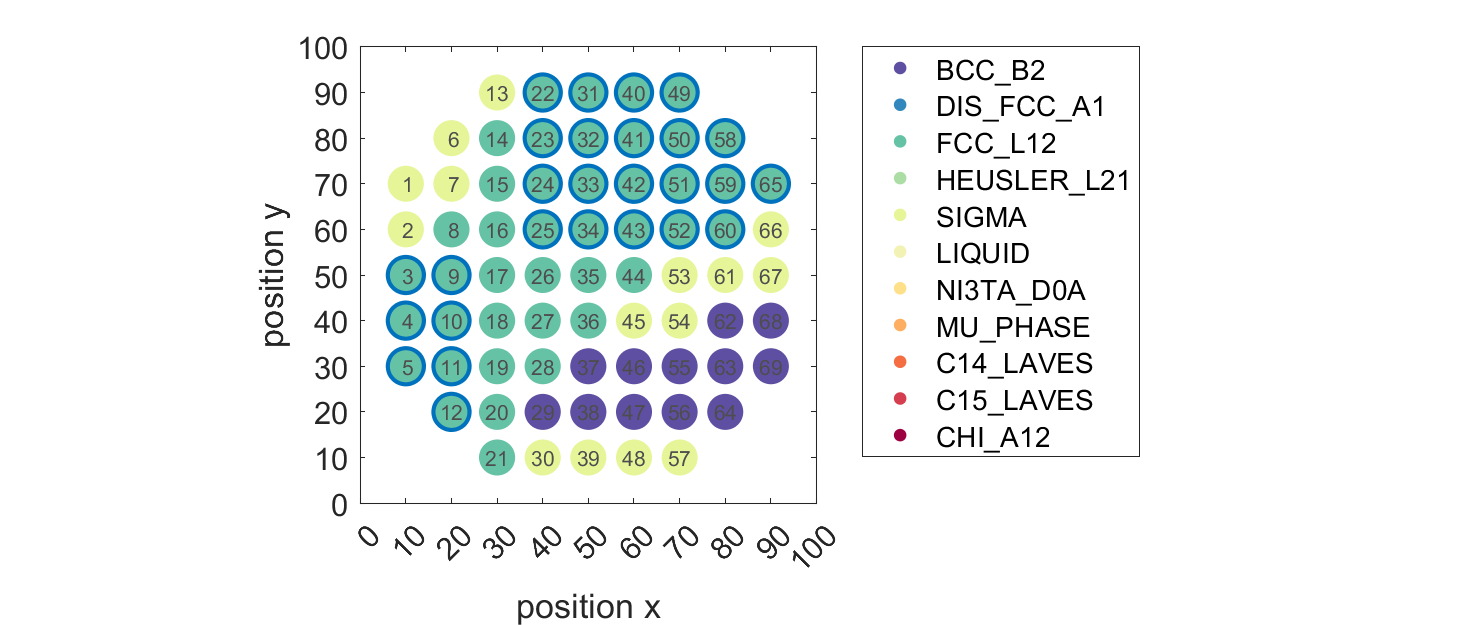 100
90
80
70
60
50
40
30
20
10
0
position y
13 22 31 40 49
6 14 23 32 41 50 58
1 7 15 24 33 42 51 59 65
2 8 16 25 34 43 52 60 66
3 9 17 26 35 44 53 61 67
4 10 18 27 36 45 54 62 68
5 11 19 28 37 46 55 63 69
12 20 29 38 47 56 64
21 30 39 48 57
0 10 20 30 40 50 60 70 80 90 100
position x
BCC_B2
DIS_FCC_A1
FCC_L12
HEUSLER_L21
SIGMA
LIQUID
NI3TA_D0A
MU_PHASE
C14_LAVES
C15_LAVES
CHI_A12